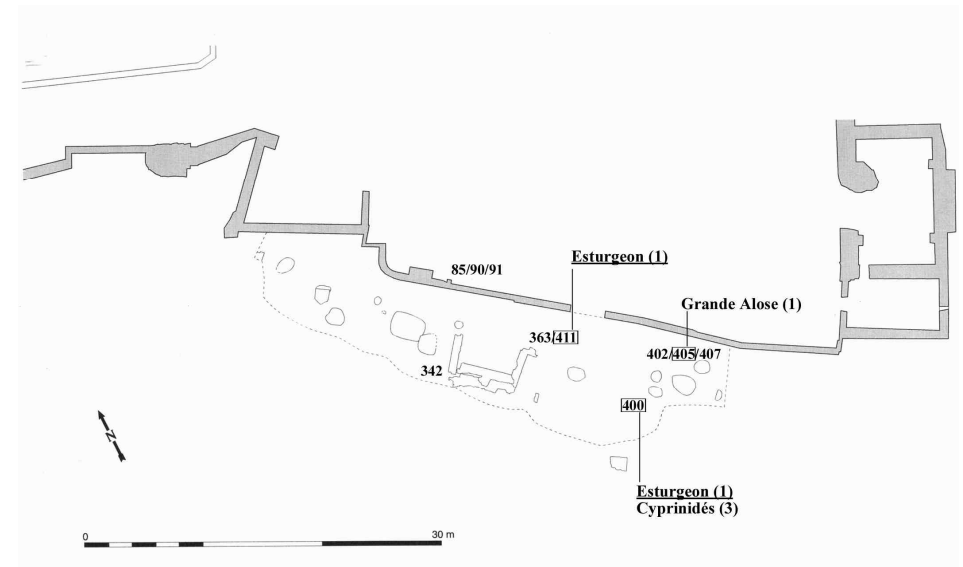 Esturgeon (1)
85/90/91
Grande Alose (1)
363/411
402/405/407
342
400
N
Esturgeon (1)
Cyprinidés (3)
0
30 m